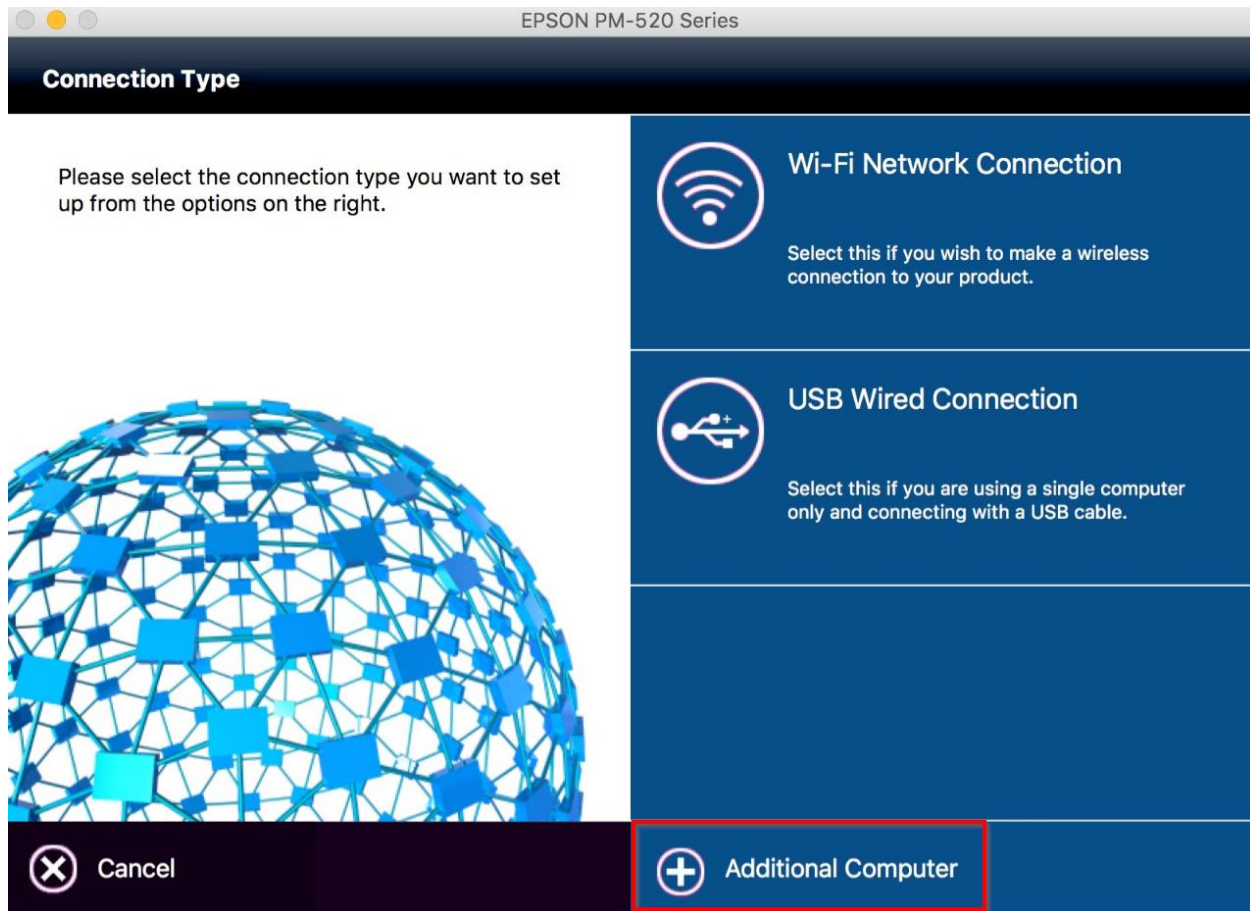 EPSON PM-520 Series
Connection Type
Please select the connection type you want to set
up from the options on the right.
Wi-Fi Network Connection
Select this if you wish to make a wireless
connection to your product.
USB Wired Connection
Select this if you are using a single computer
only and connecting with a USB cable.
Cancel
Additional Computer